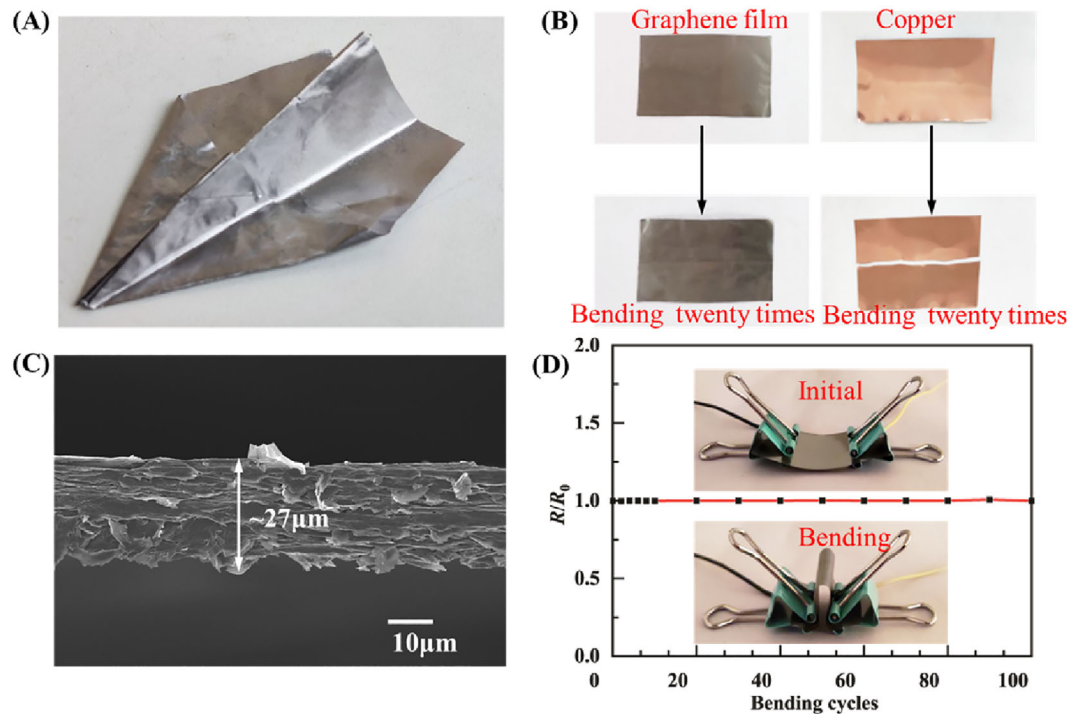 (A)
(B)
Graphene film
Copper
Bending twenty times
Bending twenty times
(C)
~27μm
10μm
(D)
2.0
1.5
1.0
0.5
0.0
R/R₀
Initial
Bending
0 20 40 60 80 100
Bending cycles